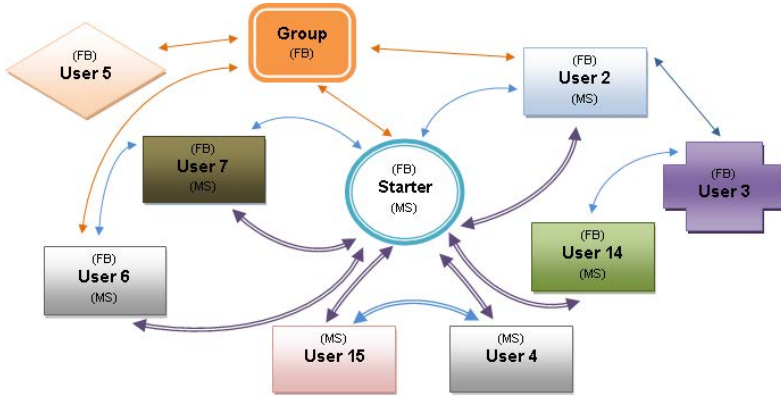 Group
(FB)
(FB)
User 5
(FB)
User 2
(MS)
(FB)
User 7
(MS)
(FB)
Starter
(MS)
(FB)
User 3
(FB)
User 14
(MS)
(FB)
User 6
(MS)
(MS)
User 15
(MS)
User 4